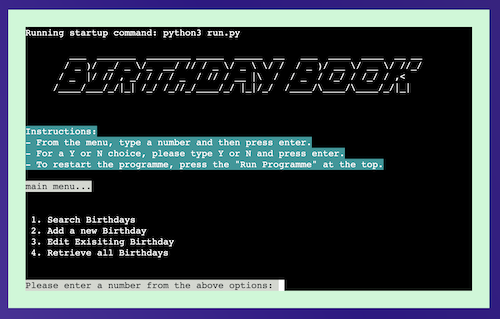 Running startup command: python3 run.py
BIRTHDAY BOOK
Instructions:
- From the menu, type a number and then press enter.
- For a Y or N choice, please type Y or N and press enter.
- To restart the programme, press the "Run Programme" at the top.
main menu...
1. Search Birthdays
2. Add a new Birthday
3. Edit Exisiting Birthday
4. Retrieve all Birthdays
Please enter a number from the above options: